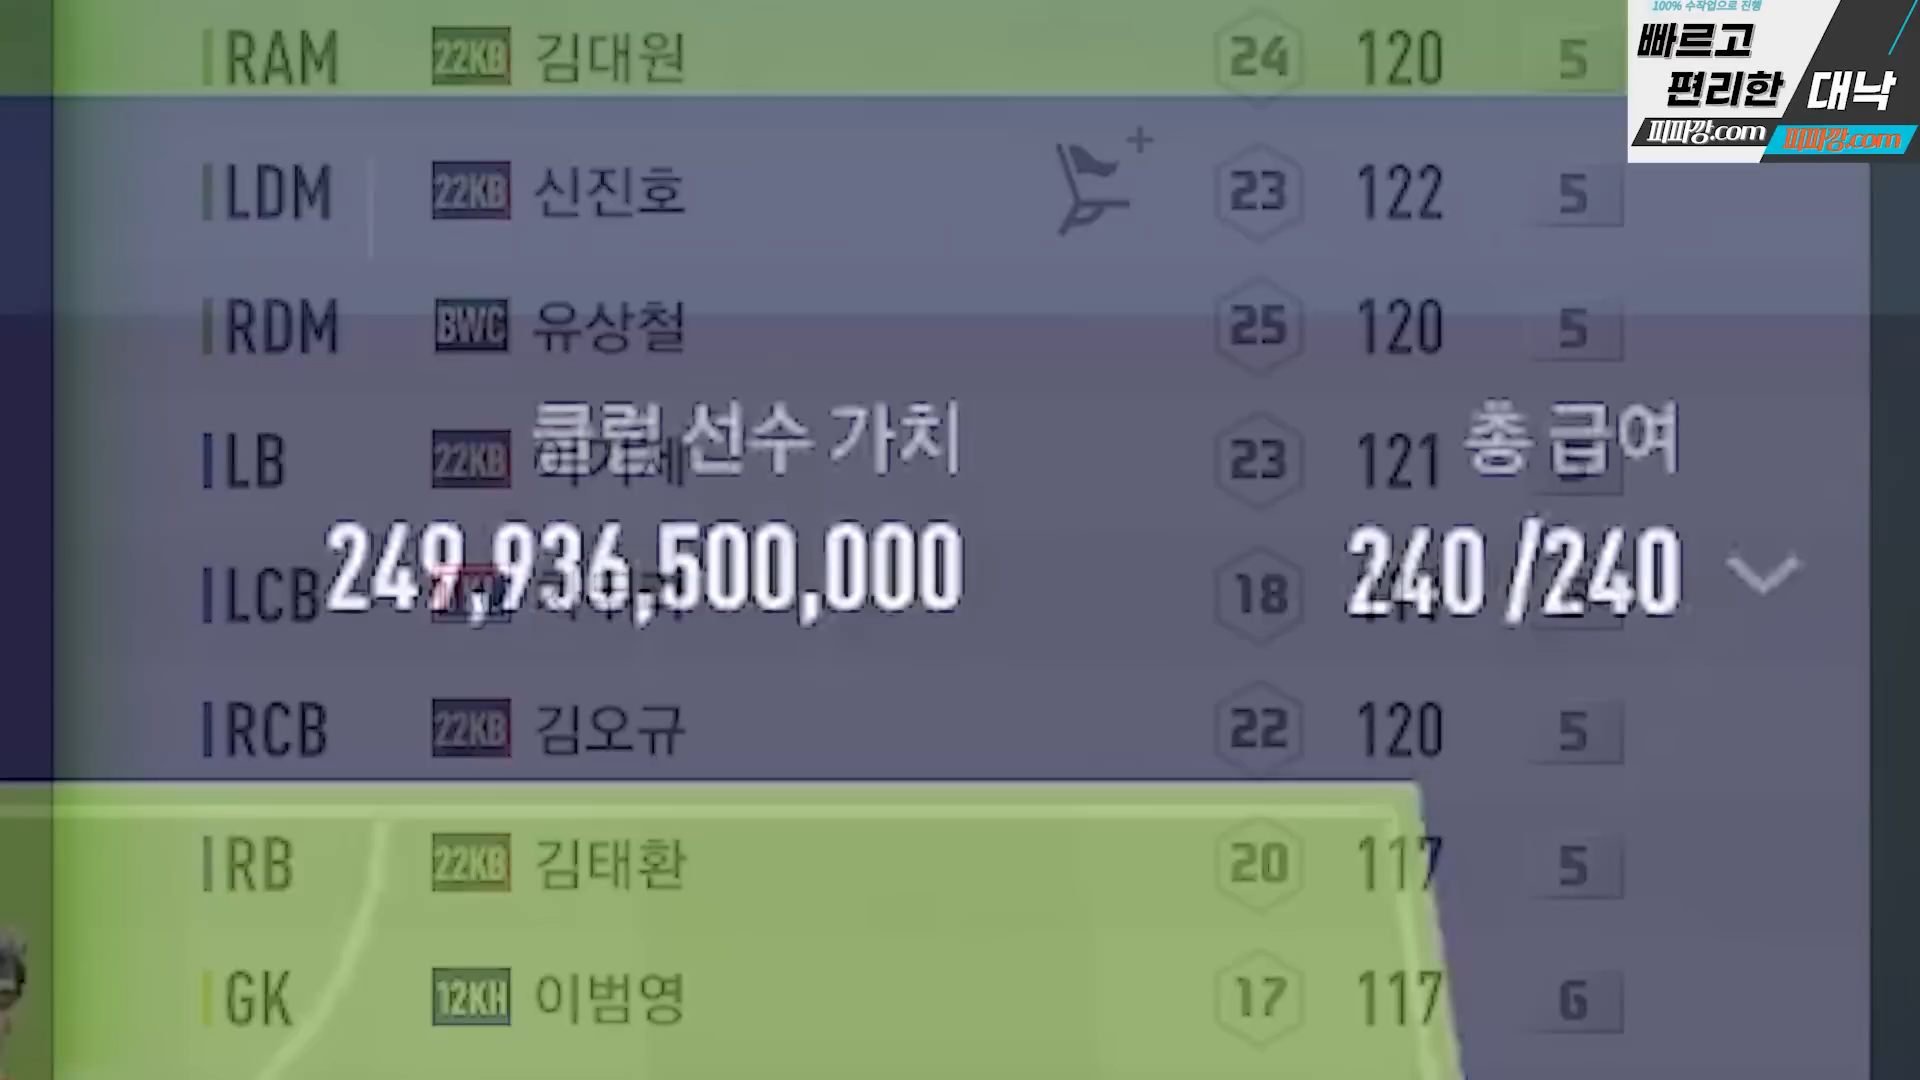 100% 수작업으로 진행
빠르고
편리한 대낙
피파깡.com 피파깡.com
RAM 22KB 김대원 24 120 5
LDM 22KB 신진호 23 122 5
RDM BWC 유상철 25 120 5
클럽 선수 가치 총 급여
LB 22KB 23 121
249,936,500,000 240 /240
LCB 18
RCB 22KB 김오규 22 120 5
RB 22KB 김태환 20 117 5
GK 12KH 이범영 17 117 6